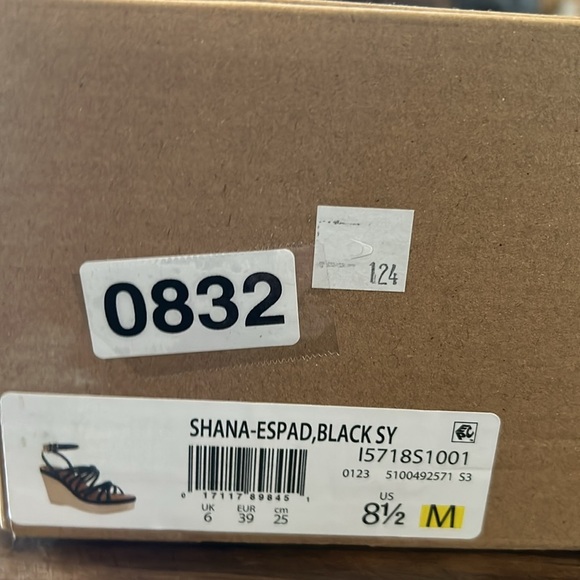 124
0832
SHANA-ESPAD,BLACK SY
I5718S1001
0123 5100492571 S3
0 17117 89845 1
UK EUR cm US
6 39 25 8½ M